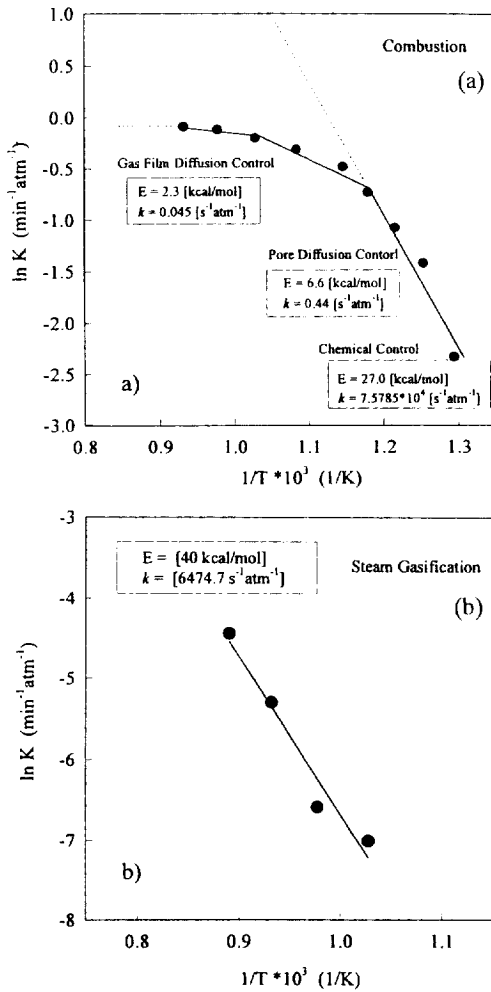 1.0
0.5
0.0
-0.5
-1.0
-1.5
-2.0
-2.5
-3.0
ln K (min⁻¹atm⁻¹)
Combustion
(a)
Gas Film Diffusion Control
E = 2.3 [kcal/mol]
k = 0.045 [s⁻¹atm⁻¹]
Pore Diffusion Contorl
E = 6.6 [kcal/mol]
k = 0.44 [s⁻¹atm⁻¹]
Chemical Control
E = 27.0 [kcal/mol]
k = 7.5785*10⁴ [s⁻¹atm⁻¹]
a)
0.8 0.9 1.0 1.1 1.2 1.3
1/T *10³ (1/K)
-3
-4
-5
-6
-7
-8
ln K (min⁻¹atm⁻¹)
E = [40 kcal/mol]
k = [6474.7 s⁻¹atm⁻¹]
Steam Gasification
(b)
b)
0.8 0.9 1.0 1.1
1/T *10³ (1/K)